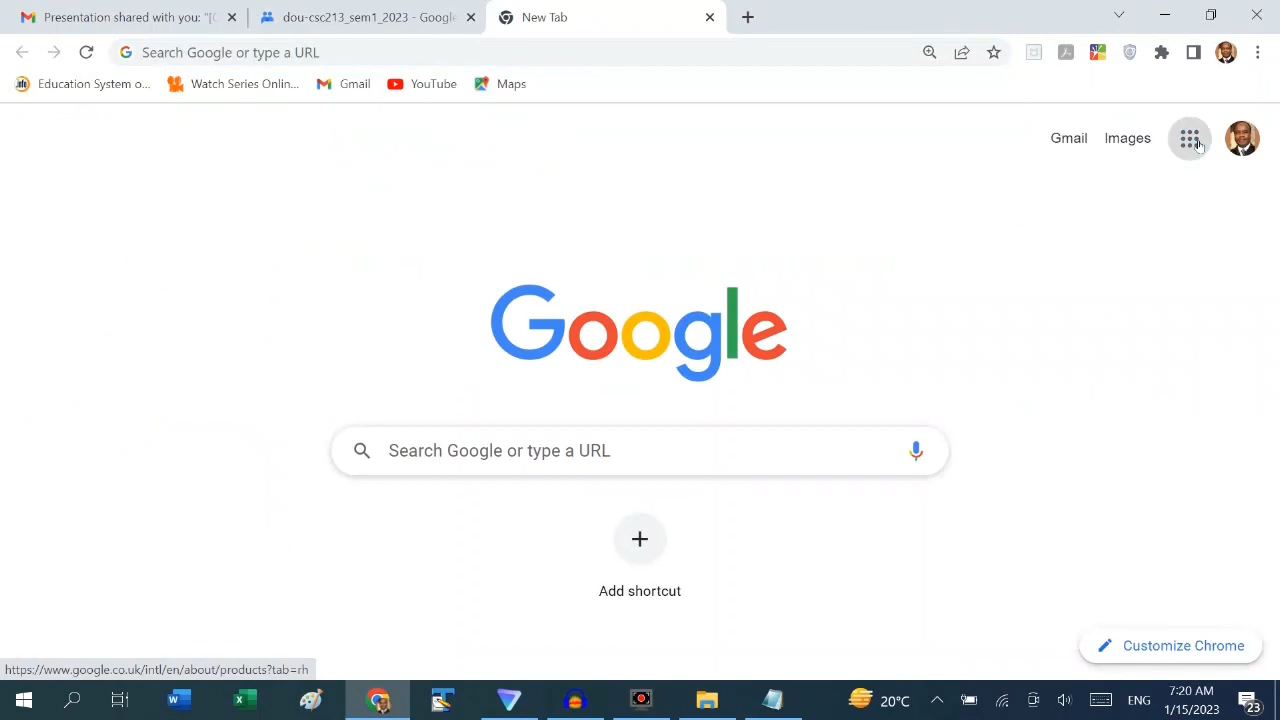 Presentation shared with you: "[C
dou-csc213_sem1_2023 - Google
New Tab
Search Google or type a URL
Education System o...
Watch Series Onlin...
Gmail
YouTube
Maps
Gmail
Images
Google
Search Google or type a URL
Add shortcut
Customize Chrome
https://www.google.co.uk/intl/en/about/products?tab=rh
20°C
ENG
7:20 AM
1/15/2023
23